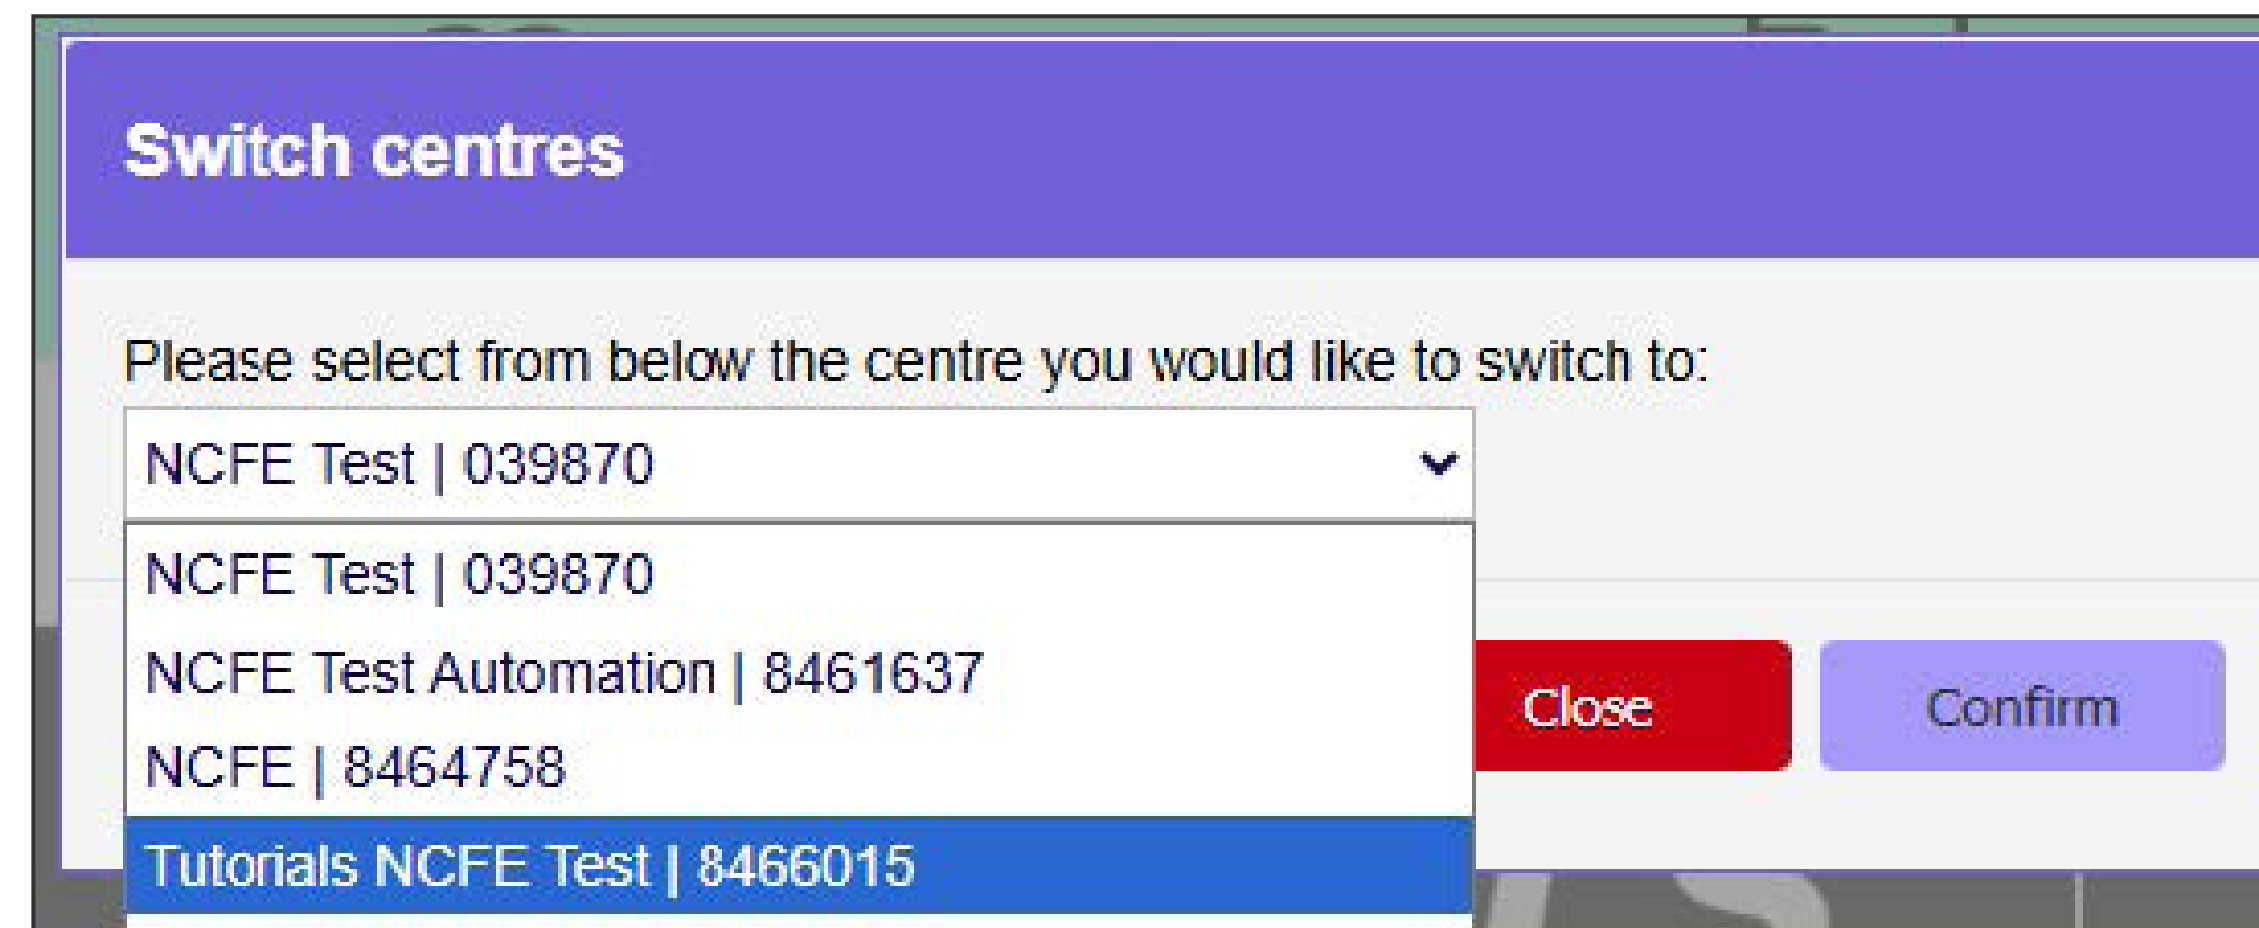 Switch centres
Please select from below the centre you would like to switch to:
NCFE Test | 039870
NCFE Test | 039870
NCFE Test Automation | 8461637
NCFE | 8464758
Tutorials NCFE Test | 8466015
Close
Confirm